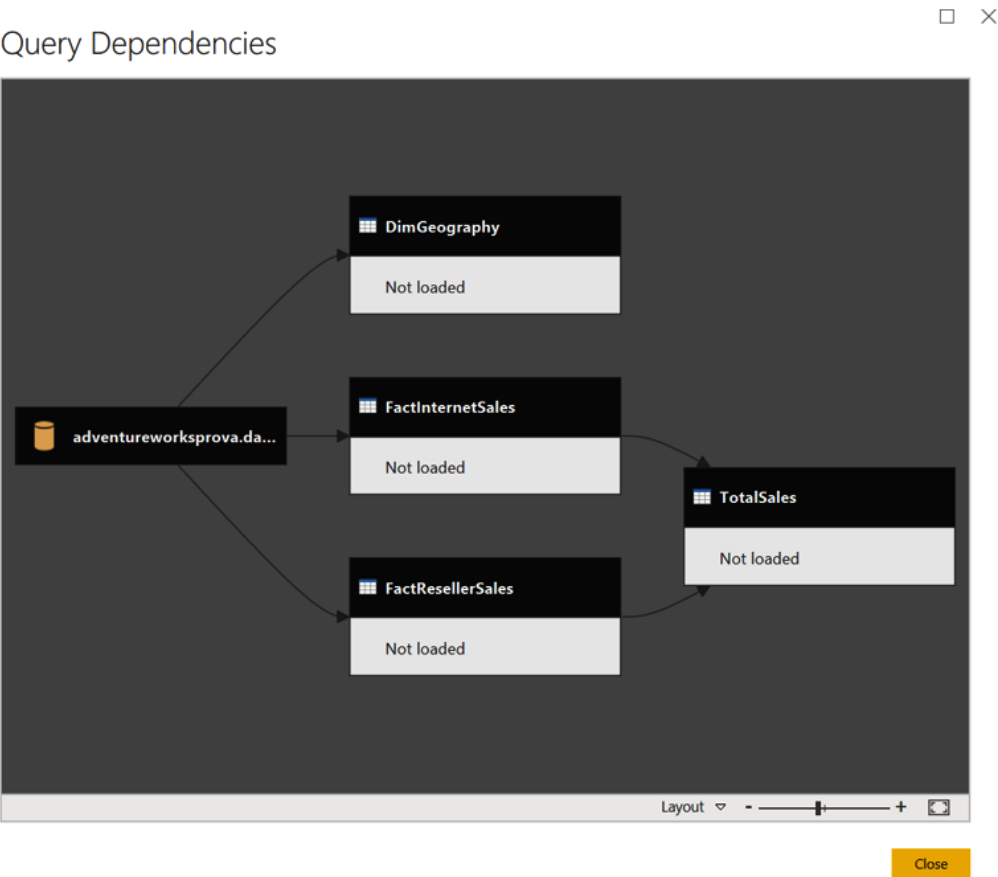 Query Dependencies
DimGeography
Not loaded
adventureworksprova.da...
FactInternetSales
Not loaded
TotalSales
Not loaded
FactResellerSales
Not loaded
Layout - +
Close